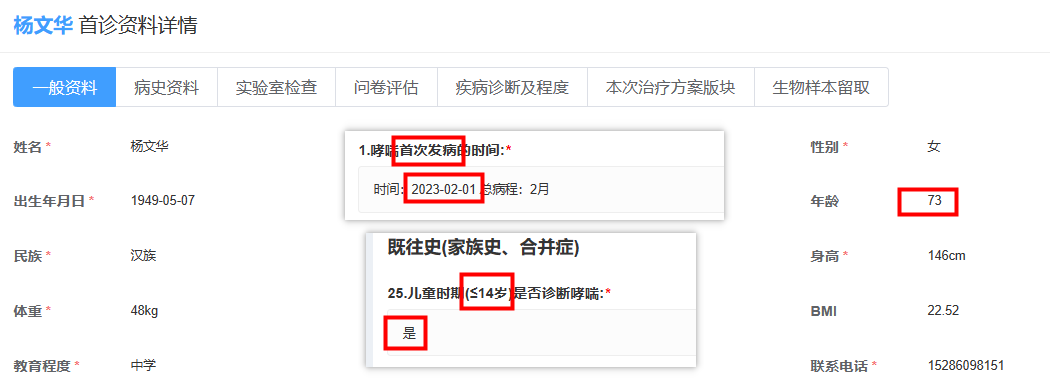 杨文华 首诊资料详情
一般资料 病史资料 实验室检查 问卷评估 疾病诊断及程度 本次治疗方案版块 生物样本留取
姓名* 杨文华
1.哮喘首次发病的时间:*
时间：2023-02-01 总病程：2月
性别* 女
出生年月日* 1949-05-07
年龄 73
民族* 汉族
既往史(家族史、合并症)
25.儿童时期(≤14岁)是否诊断哮喘:*
是
身高* 146cm
体重* 48kg
BMI 22.52
教育程度* 中学
联系电话* 15286098151